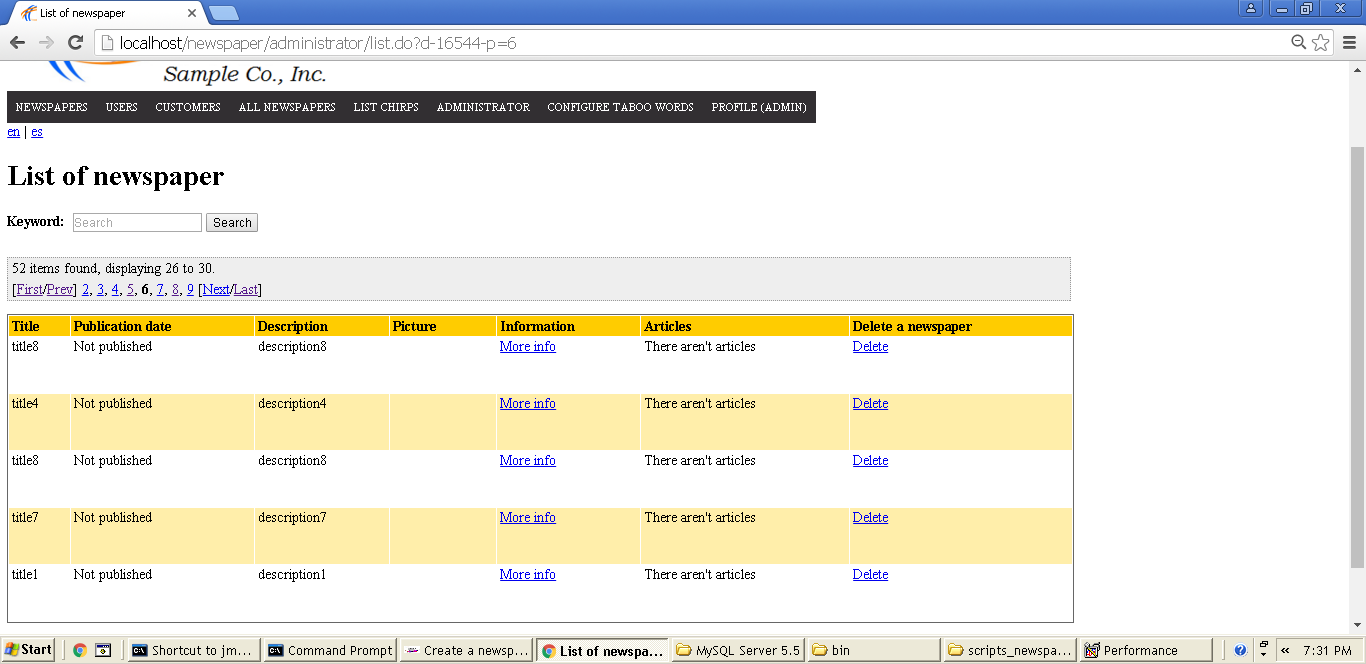 List of newspaper
localhost/newspaper/administrator/list.do?d-16544-p=6
Sample Co., Inc.
NEWSPAPERS USERS CUSTOMERS ALL NEWSPAPERS LIST CHIRPS ADMINISTRATOR CONFIGURE TABOO WORDS PROFILE (ADMIN)
en | es
List of newspaper
Keyword: Search Search
52 items found, displaying 26 to 30.
[First/Prev] 2, 3, 4, 5, 6, 7, 8, 9 [Next/Last]
Title Publication date Description Picture Information Articles Delete a newspaper
title8 Not published description8 More info There aren't articles Delete
title4 Not published description4 More info There aren't articles Delete
title8 Not published description8 More info There aren't articles Delete
title7 Not published description7 More info There aren't articles Delete
title1 Not published description1 More info There aren't articles Delete
Start Shortcut to jm... Command Prompt Create a newsp... List of newspa... MySQL Server 5.5 bin scripts_newspa... Performance 7:31 PM